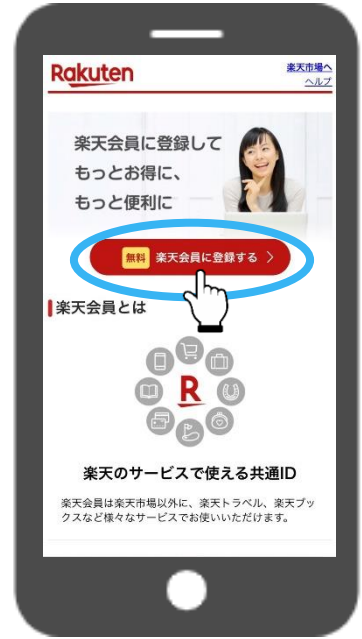 Rakuten
楽天市場へ
ヘルプ
楽天会員に登録して
もっとお得に、
もっと便利に
無料 楽天会員に登録する 〉
楽天会員とは
R
楽天のサービスで使える共通ID
楽天会員は楽天市場以外に、楽天トラベル、楽天ブッ
クスなど様々なサービスでお使いいただけます。